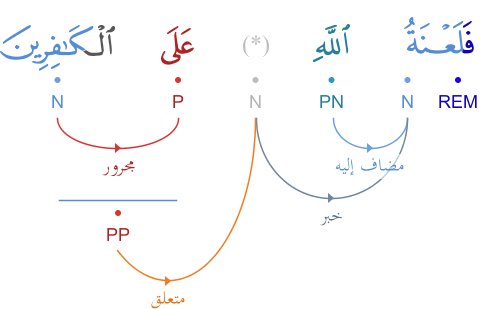 فَلَعْنَةُ ٱللَّهِ (*) عَلَى ٱلْكَٰفِرِينَ
REM N PN N P N
مضاف إليه مجرور
خبر
PP
متعلق